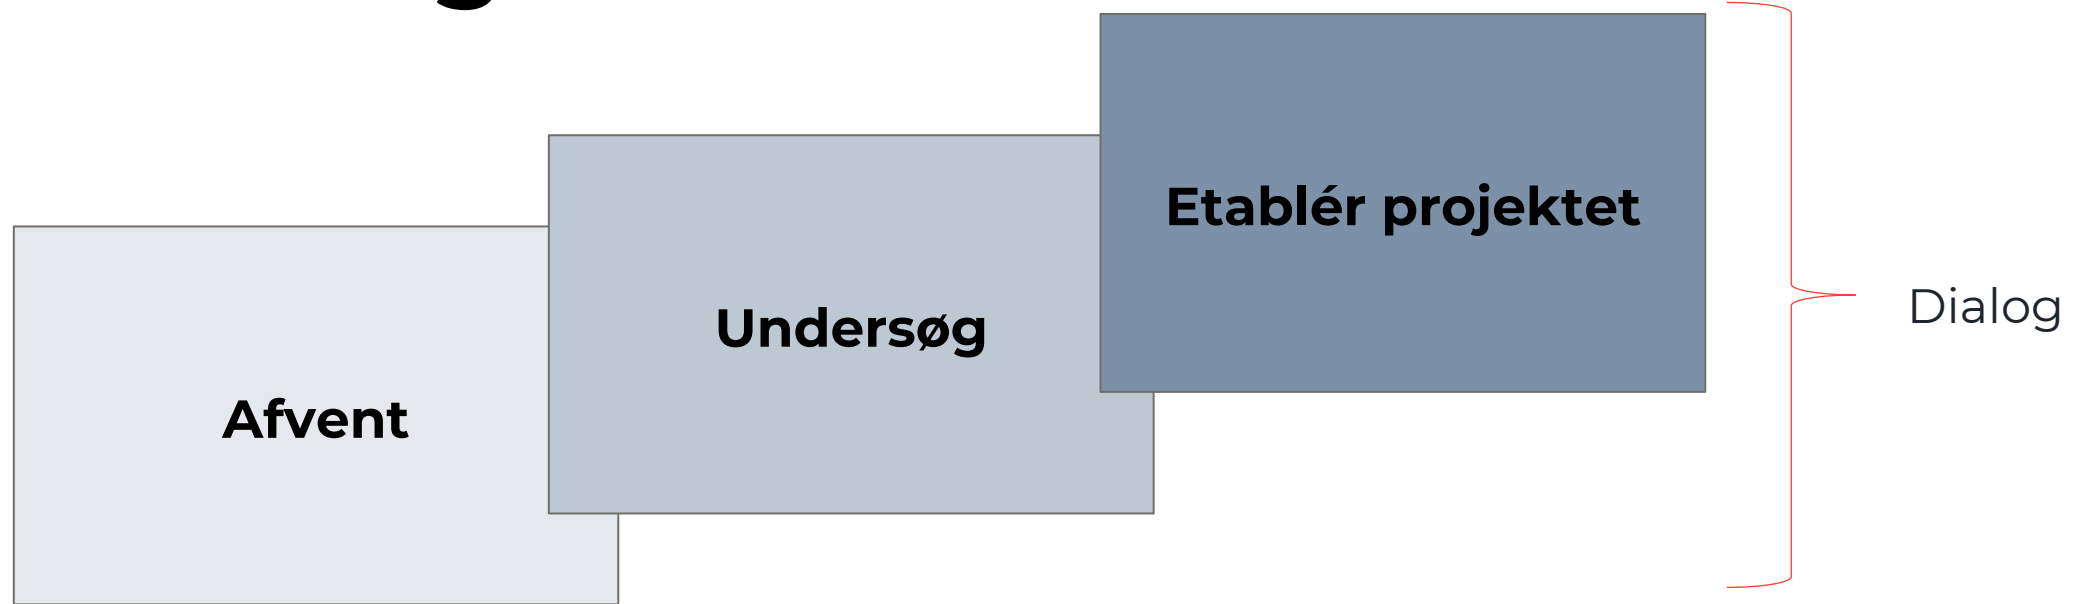 Afvent
Undersøg
Etablér projektet
Dialog